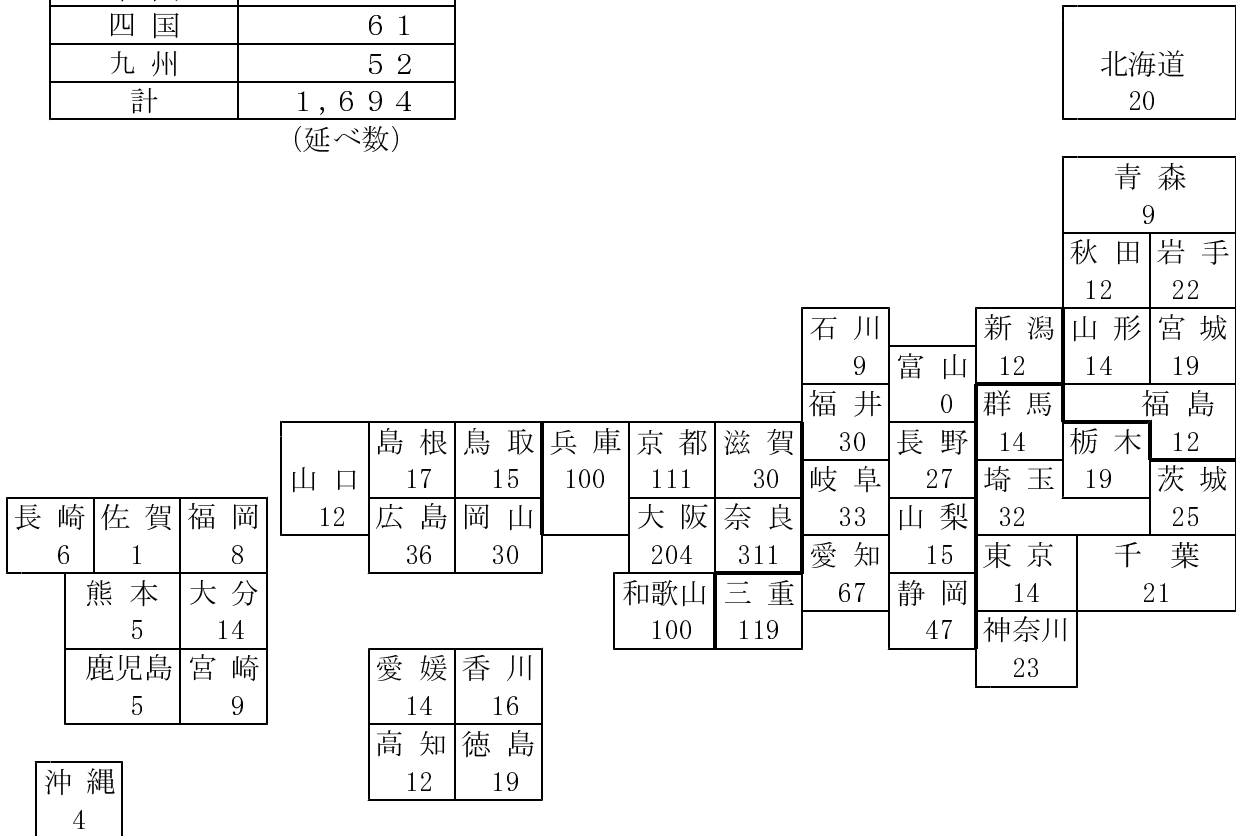 四 国 ６１
九 州 ５２
計 １,６９４
(延べ数)
北海道
20
青 森
9
秋 田 岩 手
12 22
石 川 新 潟 山 形 宮 城
9 12 14 19
富 山
0
福 井 群 馬 福 島
30 14 12
島 根 鳥 取 兵 庫 京 都 滋 賀 長 野 栃 木
17 15 100 111 30 27 19
山 口
12
岐 阜 埼 玉 茨 城
33 32 25
長 崎 佐 賀 福 岡 広 島 岡 山 大 阪 奈 良 山 梨
6 1 8 36 30 204 311 15
愛 知 東 京 千 葉
67 14 21
熊 本 大 分 和歌山 三 重 静 岡
5 14 100 119 47
神奈川
23
鹿児島 宮 崎 愛 媛 香 川
5 9 14 16
高 知 徳 島
12 19
沖 縄
4